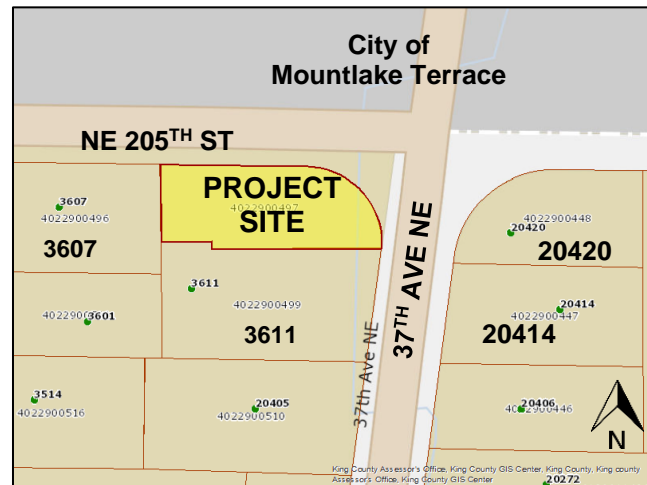 City of
Mountlake Terrace
NE 205TH ST
PROJECT
SITE
4022900497
3607
4022900496
3607
4022900448
20420
20420
37TH AVE NE
3611
4022900499
3611
3601
20414
4022900447
20414
3514
4022900516
20405
4022900510
37th Ave NE
20406
4022900446
N
King County Assessor's Office, King County GIS Center, King County, King county
Assessor's Office, King County GIS Center
20272